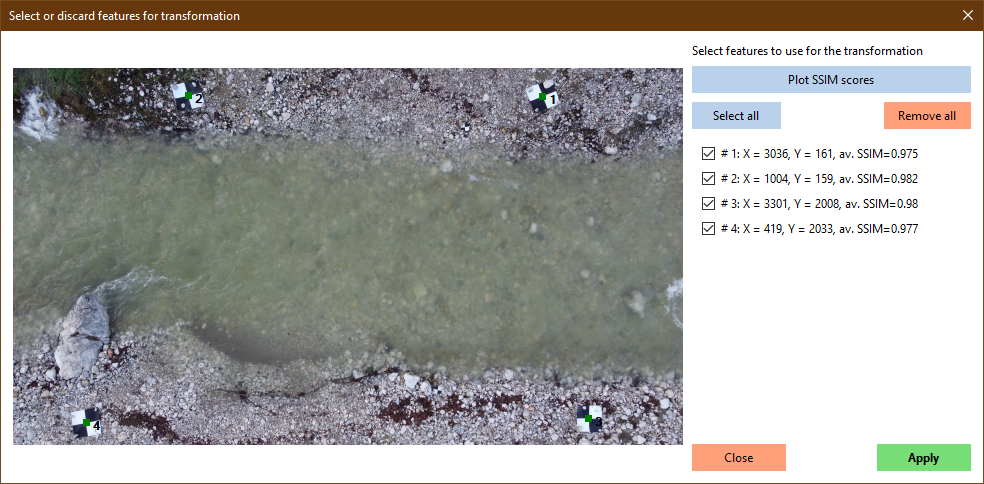 Select or discard features for transformation
Select features to use for the transformation
Plot SSIM scores
Select all
Remove all
# 1: X = 3036, Y = 161, av. SSIM=0.975
# 2: X = 1004, Y = 159, av. SSIM=0.982
# 3: X = 3301, Y = 2008, av. SSIM=0.98
# 4: X = 419, Y = 2033, av. SSIM=0.977
2
1
4
3
Close
Apply